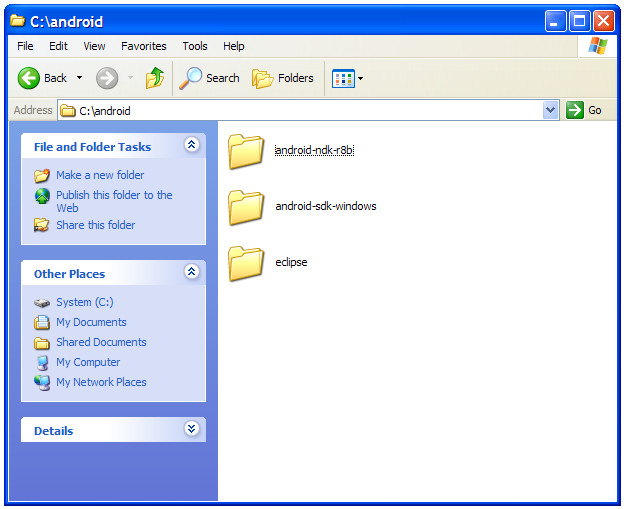 C:\android
File Edit View Favorites Tools Help
Back Search Folders
Address C:\android Go
File and Folder Tasks
Make a new folder
Publish this folder to the
Web
Share this folder
Other Places
System (C:)
My Documents
Shared Documents
My Computer
My Network Places
Details
android-ndk-r8b
android-sdk-windows
eclipse